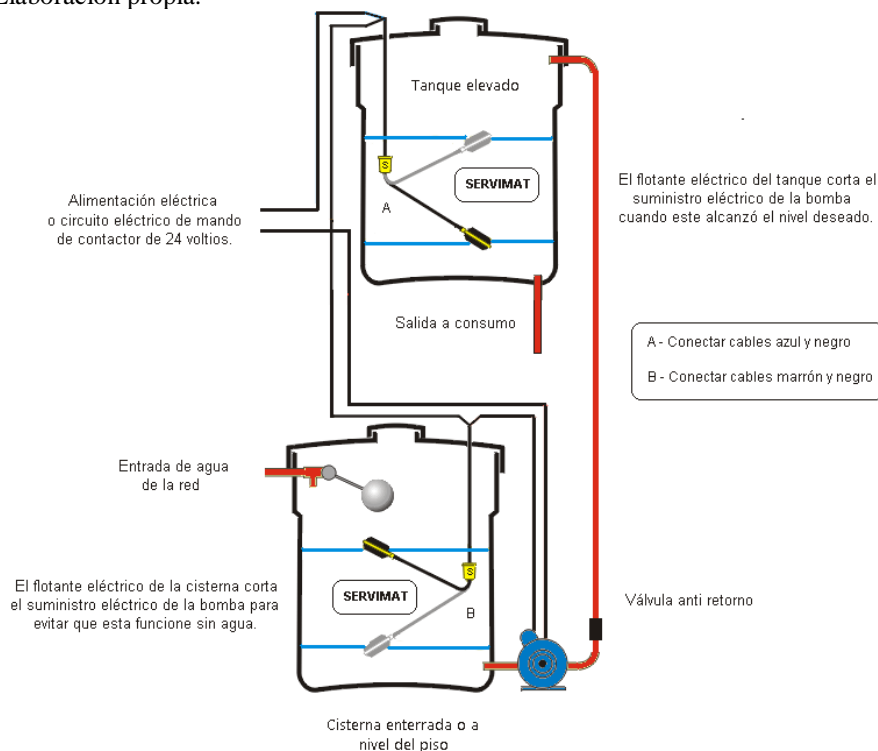 Elaboración propia.
Tanque elevado
S
SERVIMAT
A
Alimentación eléctrica
o circuito eléctrico de mando
de contactor de 24 voltios.
El flotante eléctrico del tanque corta el
suministro eléctrico de la bomba
cuando este alcanzó el nivel deseado.
Salida a consumo
A - Conectar cables azul y negro
B - Conectar cables marrón y negro
Entrada de agua
de la red
El flotante eléctrico de la cisterna corta
el suministro eléctrico de la bomba para
evitar que esta funcione sin agua.
S
SERVIMAT
B
Válvula anti retorno
Cisterna enterrada o a
nivel del piso